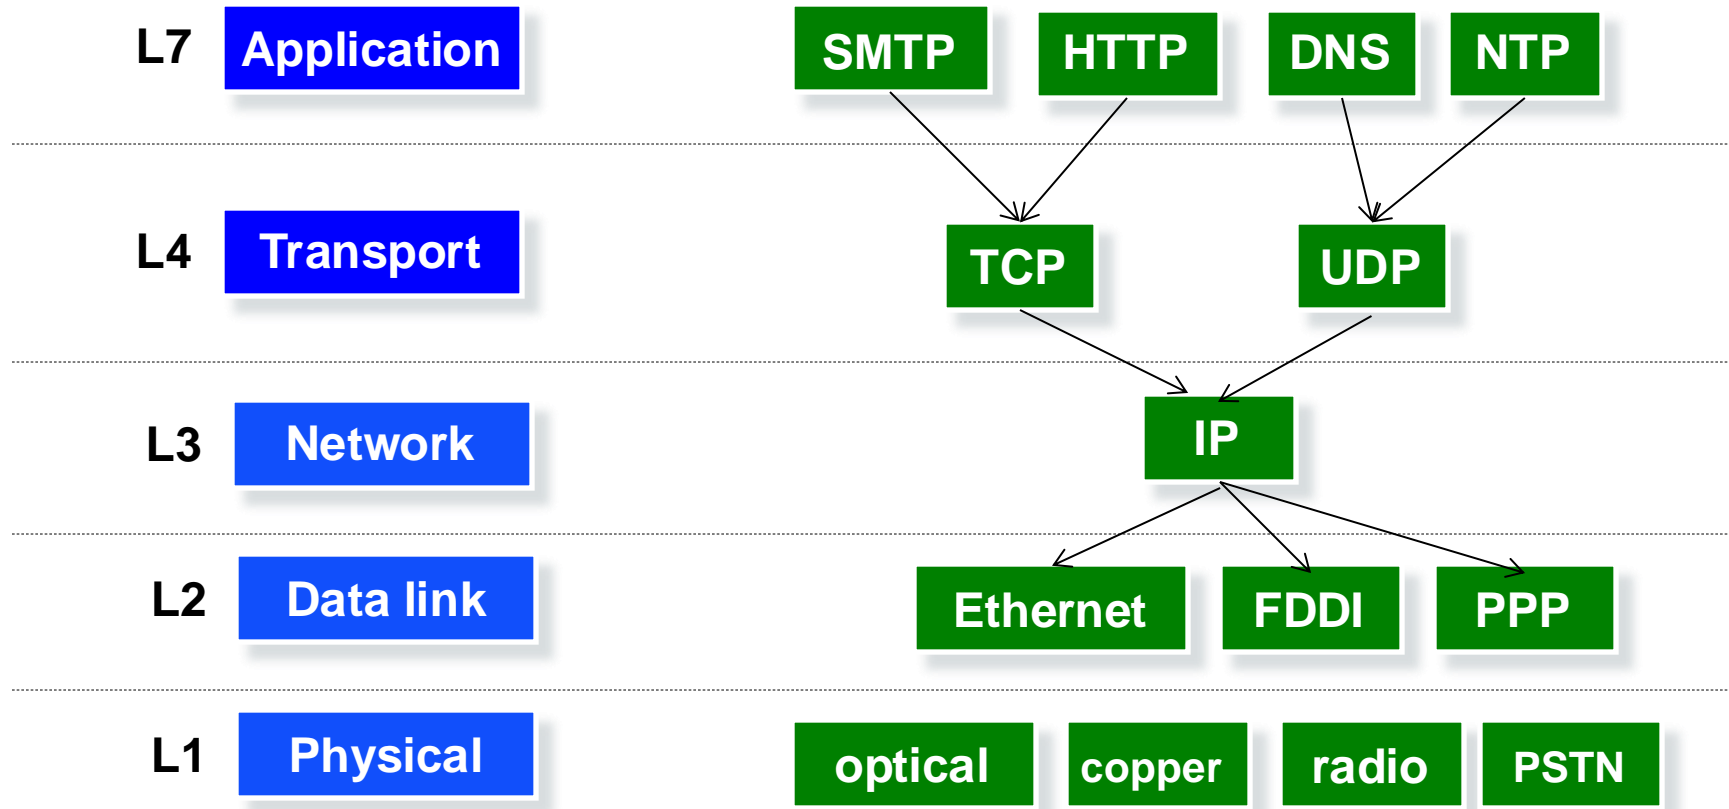 L7 Application SMTP HTTP DNS NTP
L4 Transport TCP UDP
L3 Network IP
L2 Data link Ethernet FDDI PPP
L1 Physical optical copper radio PSTN